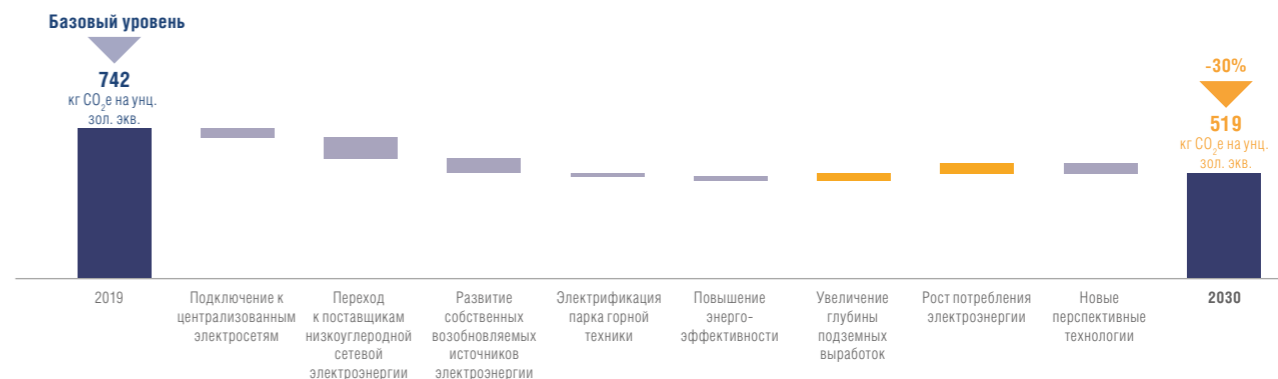 Базовый уровень
742
кг CO₂e на унц.
зол. экв.
-30%
519
кг CO₂e на унц.
зол. экв.
2019
Подключение к
централизованным
электросетям
Переход
к поставщикам
низкоуглеродной
сетевой
электроэнергии
Развитие
собственных
возобновляемых
источников
электроэнергии
Электрификация
парка горной
техники
Повышение
энерго-
эффективности
Увеличение
глубины
подземных
выработок
Рост потребления
электроэнергии
Новые
перспективные
технологии
2030